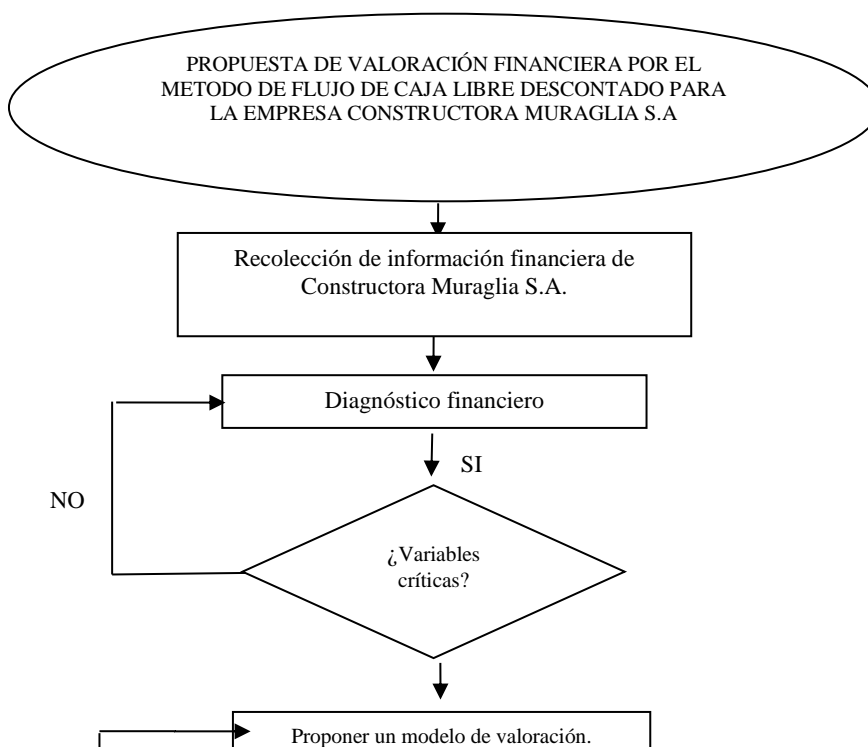 PROPUESTA DE VALORACIÓN FINANCIERA POR EL
METODO DE FLUJO DE CAJA LIBRE DESCONTADO PARA
LA EMPRESA CONSTRUCTORA MURAGLIA S.A
Recolección de información financiera de
Constructora Muraglia S.A.
Diagnóstico financiero
SI
NO
¿Variables
críticas?
Proponer un modelo de valoración.